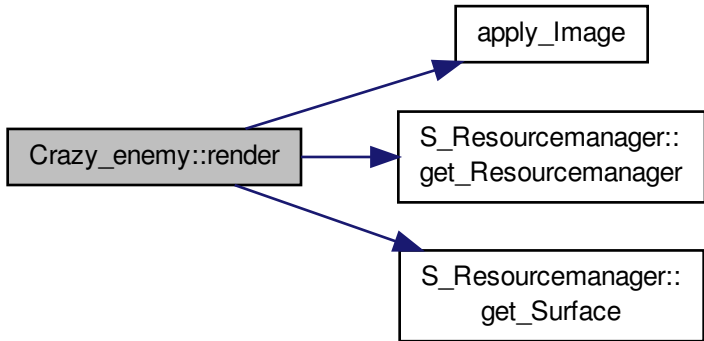 apply_Image
Crazy_enemy::render
S_Resourcemanager::
get_Resourcemanager
S_Resourcemanager::
get_Surface